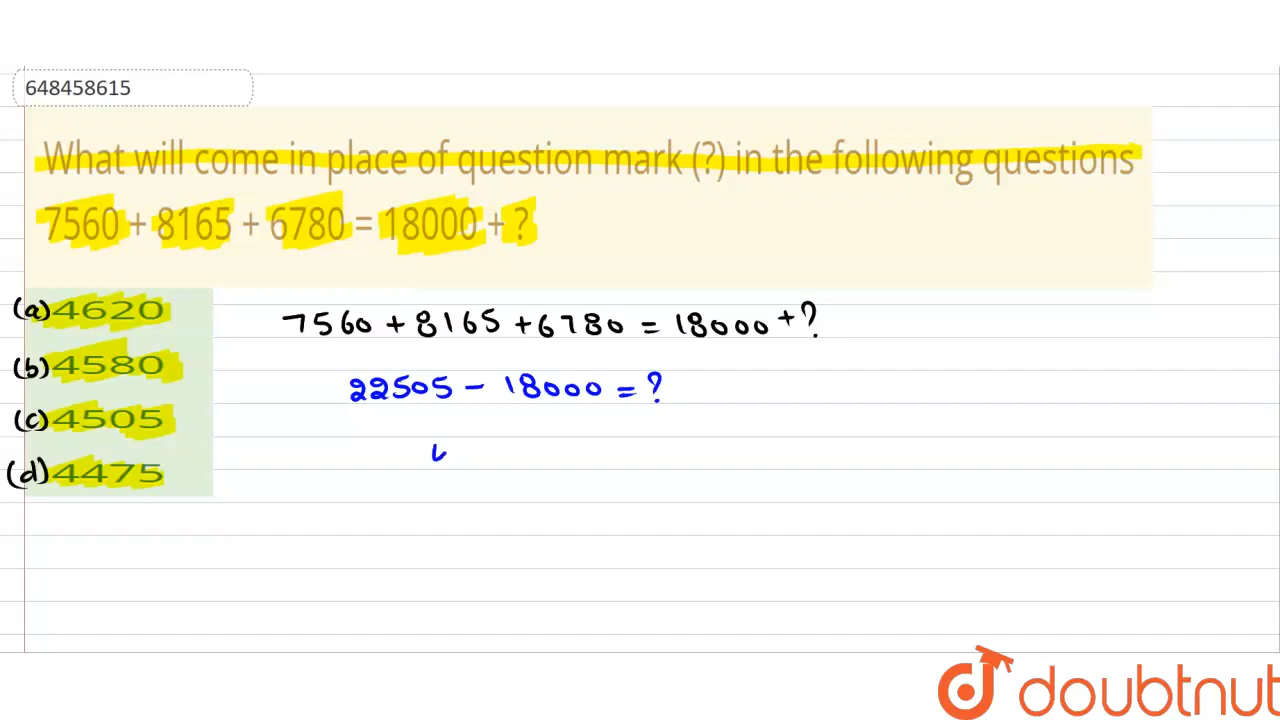 648458615
What will come in place of question mark (?) in the following questions
7560 + 8165 + 6780 = 18000 + ?
(a) 4620
(b) 4580
(c) 4505
(d) 4475
7560 + 8165 + 6780 = 18000 + ?
22505 - 18000 = ?
doubtnut